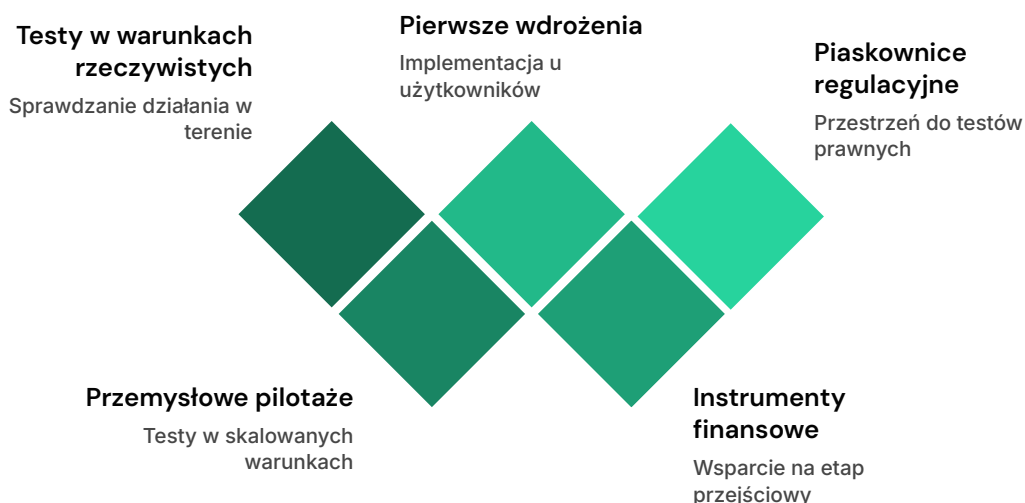 Testy w warunkach
rzeczywistych
Sprawdzanie działania w
terenie
Pierwsze wdrożenia
Implementacja u
użytkowników
Piaskownice
regulacyjne
Przestrzeń do testów
prawnych
Przemysłowe pilotaże
Testy w skalowanych
warunkach
Instrumenty
finansowe
Wsparcie na etap
przejściowy